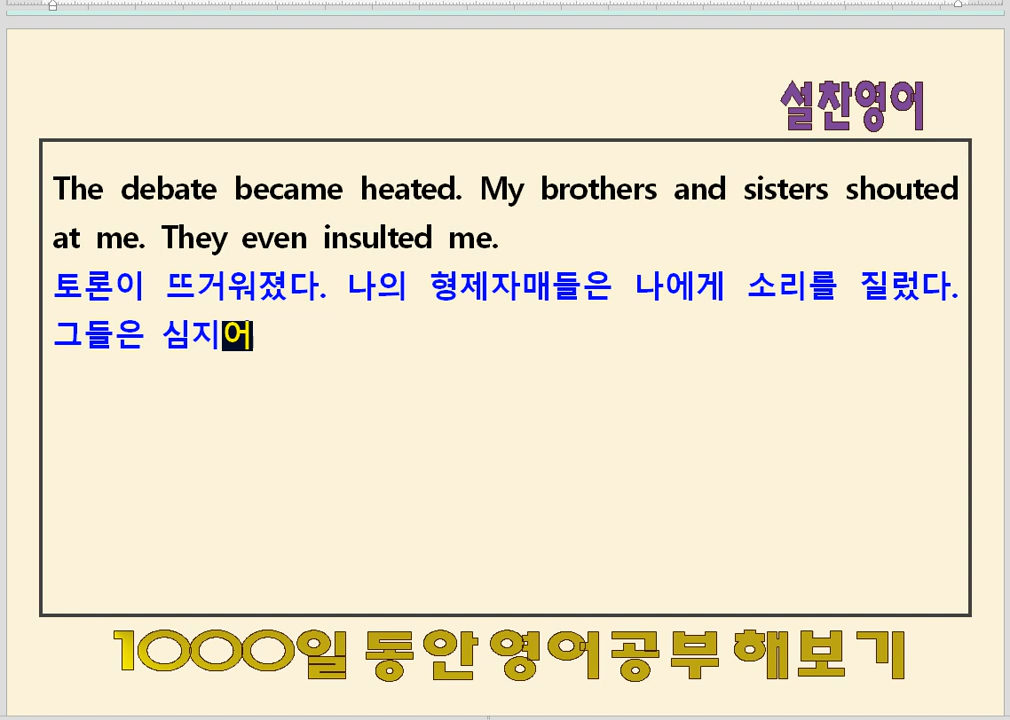 설찬영어
The debate became heated. My brothers and sisters shouted
at me. They even insulted me.
토론이 뜨거워졌다. 나의 형제자매들은 나에게 소리를 질렀다.
그들은 심지어
1000일 동안 영어공부 해보기